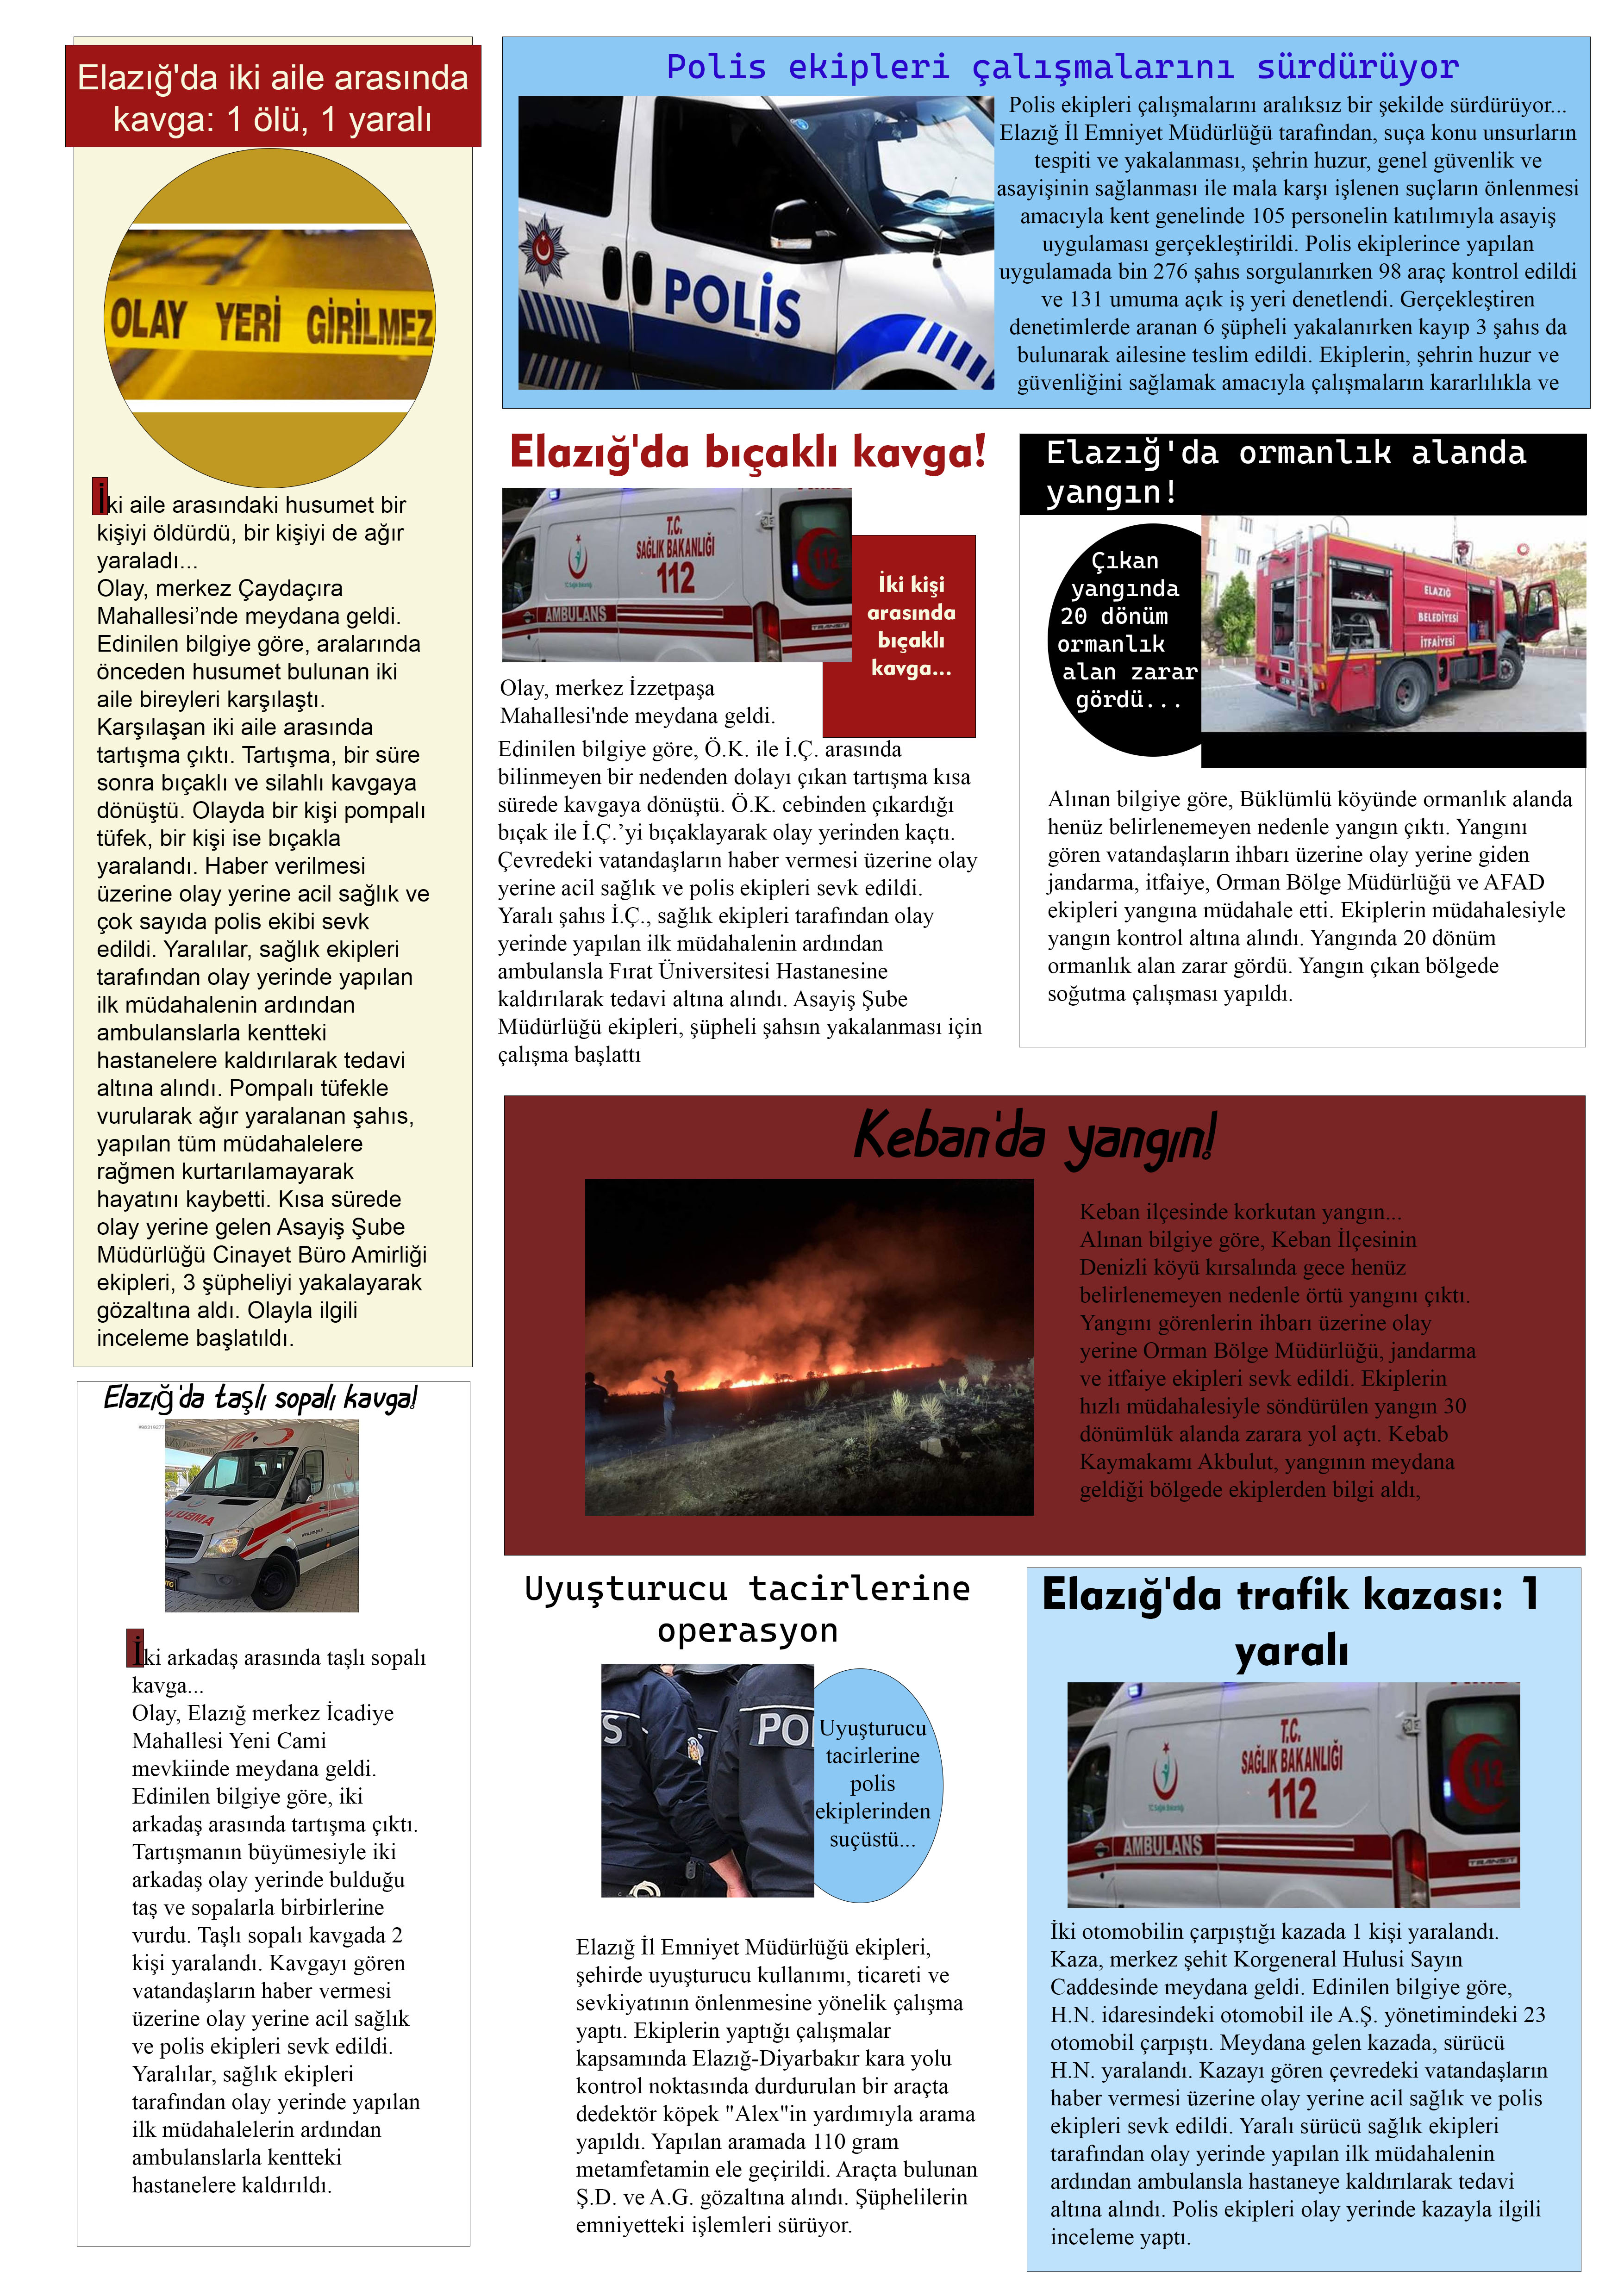 Elazığ'da iki aile arasında
kavga: 1 ölü, 1 yaralı
OLAY YERİ GİRİLMEZ
İki aile arasındaki husumet bir
kişiyi öldürdü, bir kişiyi de ağır
yaraladı...
Olay, merkez Çaydaçıra
Mahallesi’nde meydana geldi.
Edinilen bilgiye göre, aralarında
önceden husumet bulunan iki
aile bireyleri karşılaştı.
Karşılaşan iki aile arasında
tartışma çıktı. Tartışma, bir süre
sonra bıçaklı ve silahlı kavgaya
dönüştü. Olayda bir kişi pompalı
tüfek, bir kişi ise bıçakla
yaralandı. Haber verilmesi
üzerine olay yerine acil sağlık ve
çok sayıda polis ekibi sevk
edildi. Yaralılar, sağlık ekipleri
tarafından olay yerinde yapılan
ilk müdahalenin ardından
ambulanslarla kentteki
hastanelere kaldırılarak tedavi
altına alındı. Pompalı tüfekle
vurularak ağır yaralanan şahıs,
yapılan tüm müdahalelere
rağmen kurtarılamayarak
hayatını kaybetti. Kısa sürede
olay yerine gelen Asayiş Şube
Müdürlüğü Cinayet Büro Amirliği
ekipleri, 3 şüpheliyi yakalayarak
gözaltına aldı. Olayla ilgili
inceleme başlatıldı.
Elazığ'da taşlı sopalı kavga!
112
AMBULA
İki arkadaş arasında taşlı sopalı
kavga...
Olay, Elazığ merkez İcadiye
Mahallesi Yeni Cami
mevkiinde meydana geldi.
Edinilen bilgiye göre, iki
arkadaş arasında tartışma çıktı.
Tartışmanın büyümesiyle iki
arkadaş olay yerinde bulduğu
taş ve sopalarla birbirlerine
vurdu. Taşlı sopalı kavgada 2
kişi yaralandı. Kavgayı gören
vatandaşların haber vermesi
üzerine olay yerine acil sağlık
ve polis ekipleri sevk edildi.
Yaralılar, sağlık ekipleri
tarafından olay yerinde yapılan
ilk müdahalelerin ardından
ambulanslarla kentteki
hastanelere kaldırıldı.
Polis ekipleri çalışmalarını sürdürüyor
POLİS
Polis ekipleri çalışmalarını aralıksız bir şekilde sürdürüyor...
Elazığ İl Emniyet Müdürlüğü tarafından, suça konu unsurların
tespiti ve yakalanması, şehrin huzur, genel güvenlik ve
asayişinin sağlanması ile mala karşı işlenen suçların önlenmesi
amacıyla kent genelinde 105 personelin katılımıyla asayiş
uygulaması gerçekleştirildi. Polis ekiplerince yapılan
uygulamada bin 276 şahıs sorgulanırken 98 araç kontrol edildi
ve 131 umuma açık iş yeri denetlendi. Gerçekleştiren
denetimlerde aranan 6 şüpheli yakalanırken kayıp 3 şahıs da
bulunarak ailesine teslim edildi. Ekiplerin, şehrin huzur ve
güvenliğini sağlamak amacıyla çalışmaların kararlılıkla ve
Elazığ'da bıçaklı kavga!
T.C.
SAĞLIK BAKANLIĞI
112
112
AMBULANS
TRANSIT
İki kişi
arasında
bıçaklı
kavga...
Olay, merkez İzzetpaşa
Mahallesi'nde meydana geldi.
Edinilen bilgiye göre, Ö.K. ile İ.Ç. arasında
bilinmeyen bir nedenden dolayı çıkan tartışma kısa
sürede kavgaya dönüştü. Ö.K. cebinden çıkardığı
bıçak ile İ.Ç.’yi bıçaklayarak olay yerinden kaçtı.
Çevredeki vatandaşların haber vermesi üzerine olay
yerine acil sağlık ve polis ekipleri sevk edildi.
Yaralı şahıs İ.Ç., sağlık ekipleri tarafından olay
yerinde yapılan ilk müdahalenin ardından
ambulansla Fırat Üniversitesi Hastanesine
kaldırılarak tedavi altına alındı. Asayiş Şube
Müdürlüğü ekipleri, şüpheli şahsın yakalanması için
çalışma başlattı
Elazığ'da ormanlık alanda
yangın!
Çıkan
yangında
20 dönüm
ormanlık
alan zarar
gördü...
ELAZIĞ
BELEDİYESİ
İTFAİYESİ
Alınan bilgiye göre, Büklümlü köyünde ormanlık alanda
henüz belirlenemeyen nedenle yangın çıktı. Yangını
gören vatandaşların ihbarı üzerine olay yerine giden
jandarma, itfaiye, Orman Bölge Müdürlüğü ve AFAD
ekipleri yangına müdahale etti. Ekiplerin müdahalesiyle
yangın kontrol altına alındı. Yangında 20 dönüm
ormanlık alan zarar gördü. Yangın çıkan bölgede
soğutma çalışması yapıldı.
Keban'da yangın!
Keban ilçesinde korkutan yangın...
Alınan bilgiye göre, Keban İlçesinin
Denizli köyü kırsalında gece henüz
belirlenemeyen nedenle örtü yangını çıktı.
Yangını görenlerin ihbarı üzerine olay
yerine Orman Bölge Müdürlüğü, jandarma
ve itfaiye ekipleri sevk edildi. Ekiplerin
hızlı müdahalesiyle söndürülen yangın 30
dönümlük alanda zarara yol açtı. Kebab
Kaymakamı Akbulut, yangının meydana
geldiği bölgede ekiplerden bilgi aldı,
Uyuşturucu tacirlerine
operasyon
S
PO
Uyuşturucu
tacirlerine
polis
ekiplerinden
suçüstü...
Elazığ İl Emniyet Müdürlüğü ekipleri,
şehirde uyuşturucu kullanımı, ticareti ve
sevkiyatının önlenmesine yönelik çalışma
yaptı. Ekiplerin yaptığı çalışmalar
kapsamında Elazığ-Diyarbakır kara yolu
kontrol noktasında durdurulan bir araçta
dedektör köpek "Alex"in yardımıyla arama
yapıldı. Yapılan aramada 110 gram
metamfetamin ele geçirildi. Araçta bulunan
Ş.D. ve A.G. gözaltına alındı. Şüphelilerin
emniyetteki işlemleri sürüyor.
Elazığ'da trafik kazası: 1
yaralı
T.C.
SAĞLIK BAKANLIĞI
112
112
AMBULANS
TRANSIT
İki otomobilin çarpıştığı kazada 1 kişi yaralandı.
Kaza, merkez şehit Korgeneral Hulusi Sayın
Caddesinde meydana geldi. Edinilen bilgiye göre,
H.N. idaresindeki otomobil ile A.Ş. yönetimindeki 23
otomobil çarpıştı. Meydana gelen kazada, sürücü
H.N. yaralandı. Kazayı gören çevredeki vatandaşların
haber vermesi üzerine olay yerine acil sağlık ve polis
ekipleri sevk edildi. Yaralı sürücü sağlık ekipleri
tarafından olay yerinde yapılan ilk müdahalenin
ardından ambulansla hastaneye kaldırılarak tedavi
altına alındı. Polis ekipleri olay yerinde kazayla ilgili
inceleme yaptı.